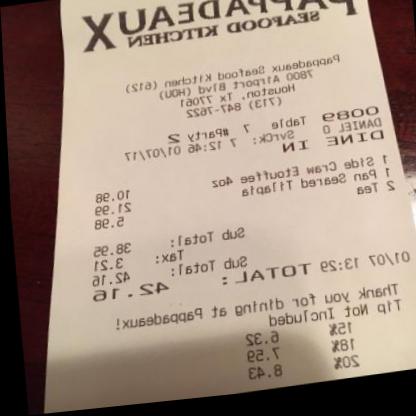 PAPPADEAUX
SEAFOOD KITCHEN
Pappadeaux Seafood Kitchen (612)
7800 Airport Blvd (HOU)
Houston, Tx 77061
(713) 847-7622
0089 Table 7 #Party 2
DANIEL O SvrCk: 7 12:46 01/07/17
DINE IN
1 Side Craw Etouffee 4oz 10.98
1 Pan Seared Tilapia 21.99
2 Tea 5.98
Sub Total: 38.95
Tax: 3.21
Sub Total: 42.16
01/07 13:29 TOTAL: 42.16
Thank you for dining at Pappadeaux!
Tip Not Included
15% 6.32
18% 7.59
20% 8.43